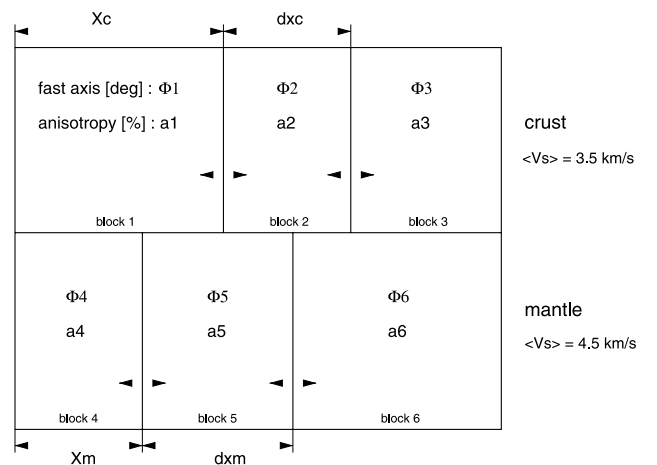 Xc dxc
fast axis [deg] : Φ1 Φ2 Φ3
anisotropy [%] : a1 a2 a3 crust
<Vs> = 3.5 km/s
block 1 block 2 block 3
Φ4 Φ5 Φ6 mantle
a4 a5 a6
<Vs> = 4.5 km/s
block 4 block 5 block 6
Xm dxm